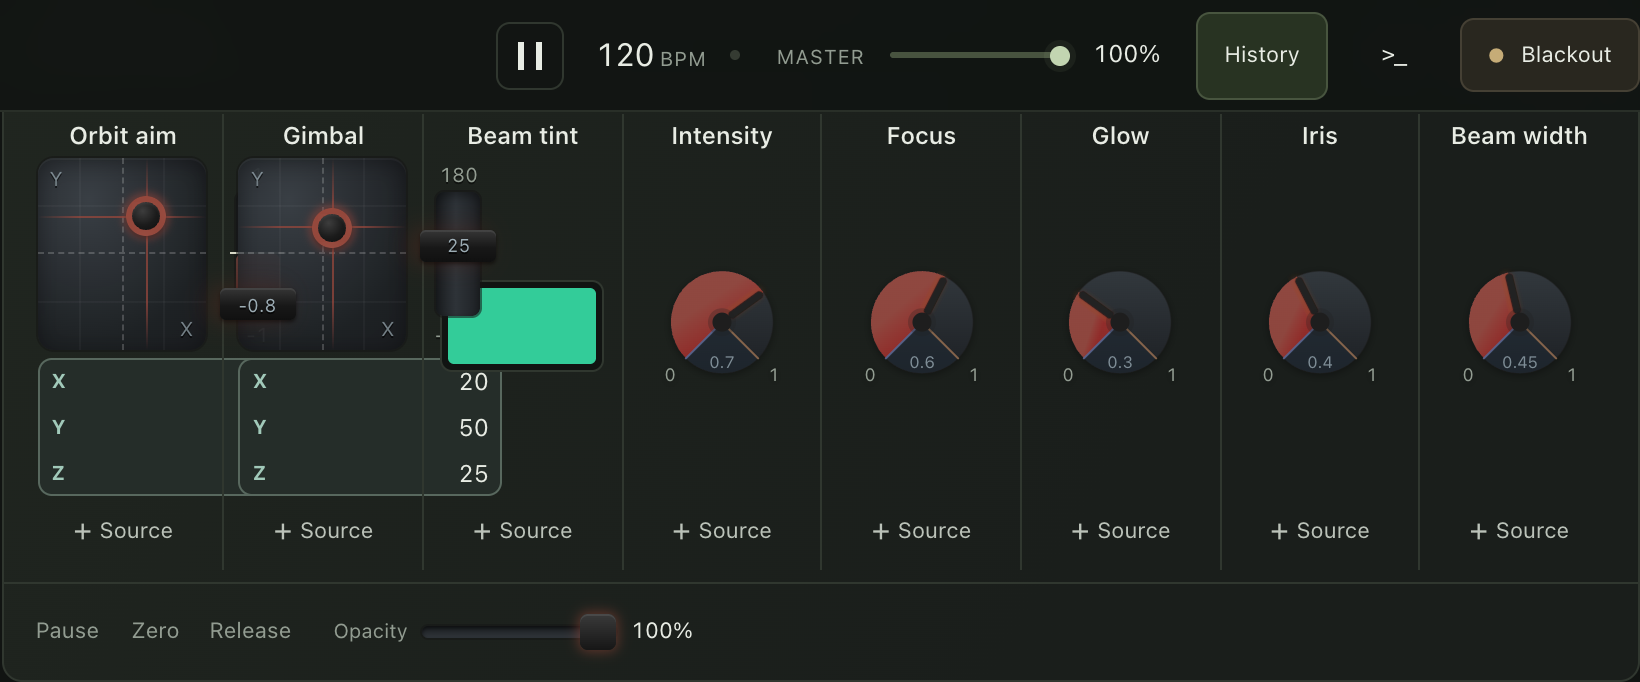 120 BPM MASTER 100% History >_ Blackout
Orbit aim Gimbal Beam tint Intensity Focus Glow Iris Beam width
Y Y 180
25
-0.8
X X
0.7 0.6 0.3 0.4 0.45
0 1 0 1 0 1 0 1 0 1
X X 20
Y Y 50
Z Z 25
+ Source + Source + Source + Source + Source + Source + Source + Source
Pause Zero Release Opacity 100%